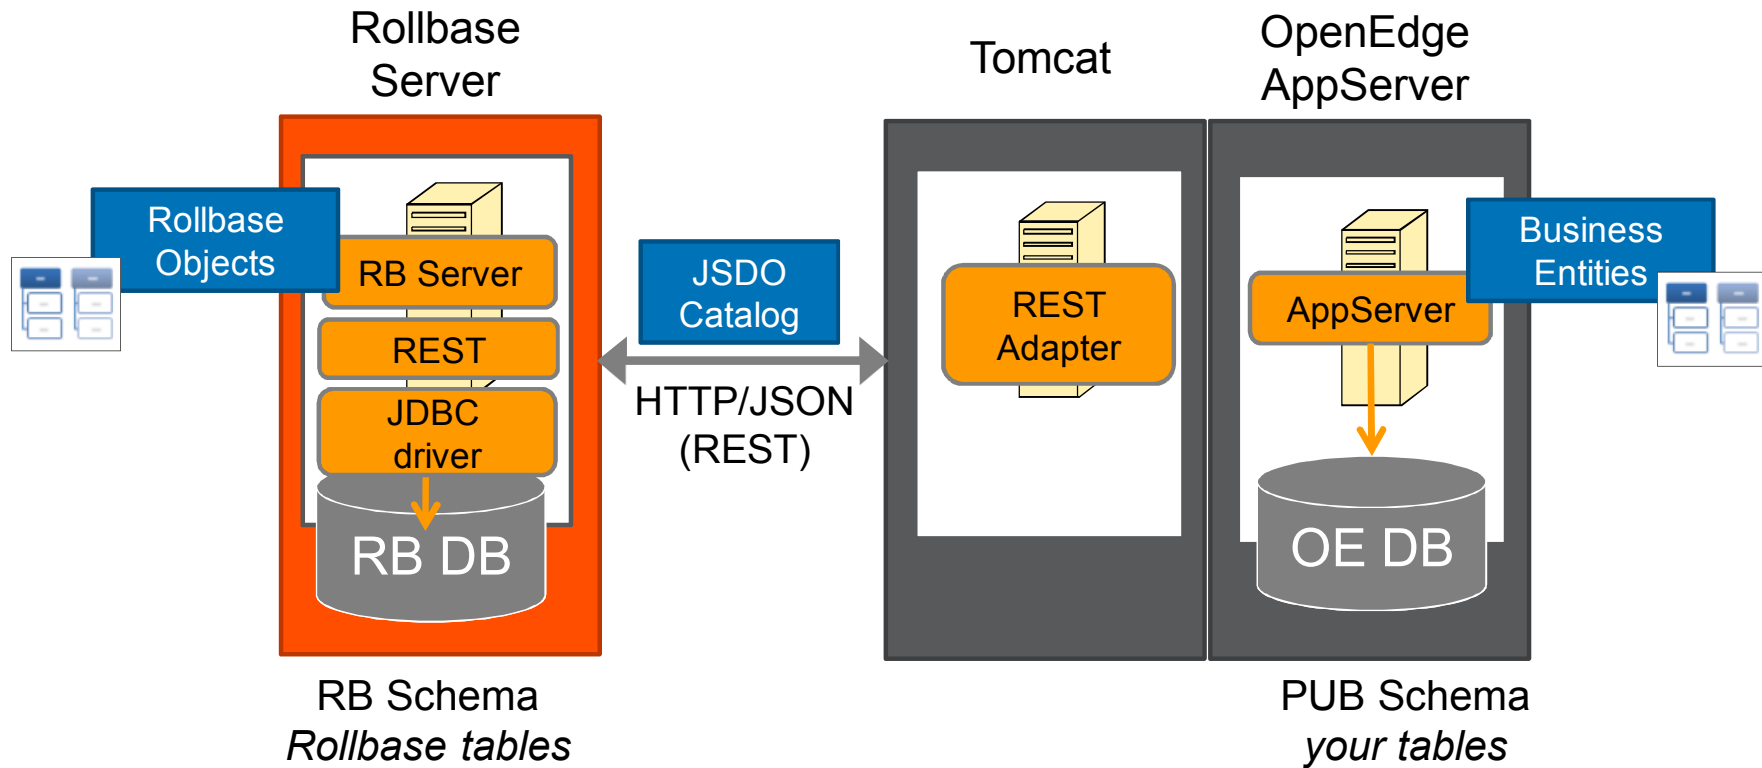 Rollbase
Server
Tomcat
OpenEdge
AppServer
Rollbase
Objects
RB Server
REST
JDBC
driver
RB DB
JSDO
Catalog
HTTP/JSON
(REST)
REST
Adapter
AppServer
Business
Entities
OE DB
RB Schema
Rollbase tables
PUB Schema
your tables